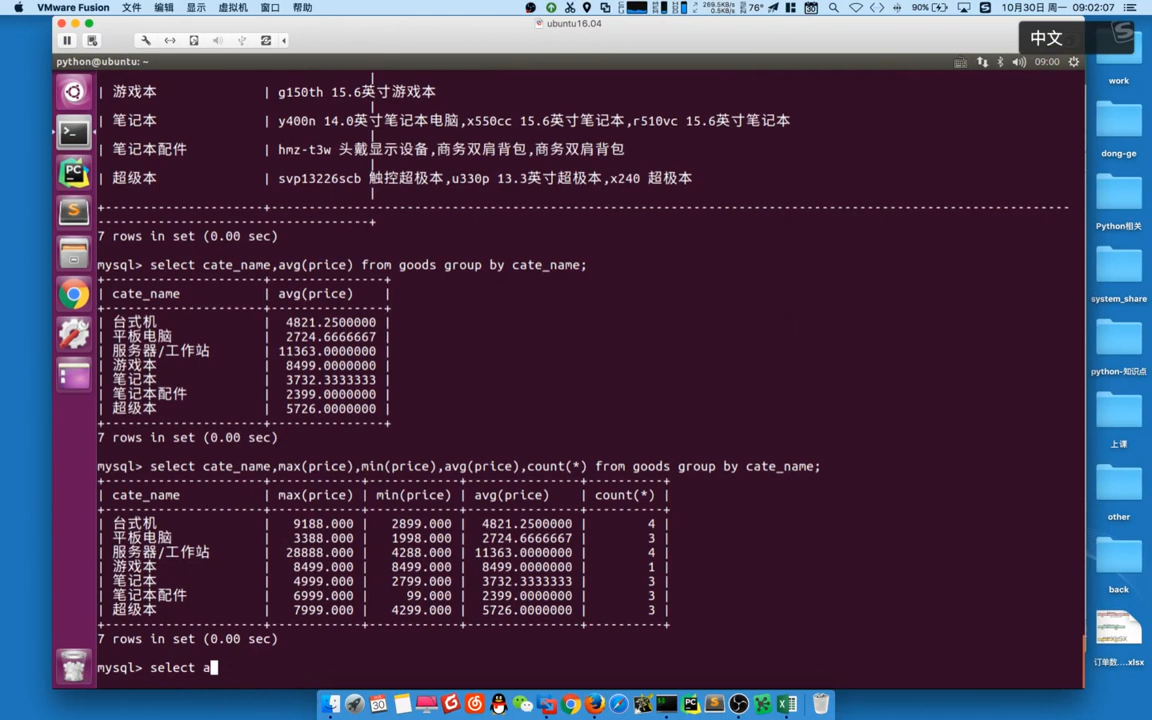 VMware Fusion 文件 编辑 显示 虚拟机 窗口 帮助 269.5KB/s 0.5KB/s 76° 90% 10月30日 周一 09:02:07
ubuntu16.04
中文
python@ubuntu: ~ 09:00
| 游戏本 | g150th 15.6英寸游戏本
|
| 笔记本 | y400n 14.0英寸笔记本电脑,x550cc 15.6英寸笔记本,r510vc 15.6英寸笔记本
|
| 笔记本配件 | hmz-t3w 头戴显示设备,商务双肩背包,商务双肩背包
|
| 超级本 | svp13226scb 触控超极本,u330p 13.3英寸超极本,x240 超极本
|
7 rows in set (0.00 sec)
mysql> select cate_name,avg(price) from goods group by cate_name;
| cate_name | avg(price) |
| 台式机 | 4821.2500000 |
| 平板电脑 | 2724.6666667 |
| 服务器/工作站 | 11363.0000000 |
| 游戏本 | 8499.0000000 |
| 笔记本 | 3732.3333333 |
| 笔记本配件 | 2399.0000000 |
| 超级本 | 5726.0000000 |
7 rows in set (0.00 sec)
mysql> select cate_name,max(price),min(price),avg(price),count(*) from goods group by cate_name;
| cate_name | max(price) | min(price) | avg(price) | count(*) |
| 台式机 | 9188.000 | 2899.000 | 4821.2500000 | 4 |
| 平板电脑 | 3388.000 | 1998.000 | 2724.6666667 | 3 |
| 服务器/工作站 | 28888.000 | 4288.000 | 11363.0000000 | 4 |
| 游戏本 | 8499.000 | 8499.000 | 8499.0000000 | 1 |
| 笔记本 | 4999.000 | 2799.000 | 3732.3333333 | 3 |
| 笔记本配件 | 6999.000 | 99.000 | 2399.0000000 | 3 |
| 超级本 | 7999.000 | 4299.000 | 5726.0000000 | 3 |
7 rows in set (0.00 sec)
mysql> select a
work
dong-ge
Python相关
system_share
python-知识点
上课
other
back
订单数....xlsx